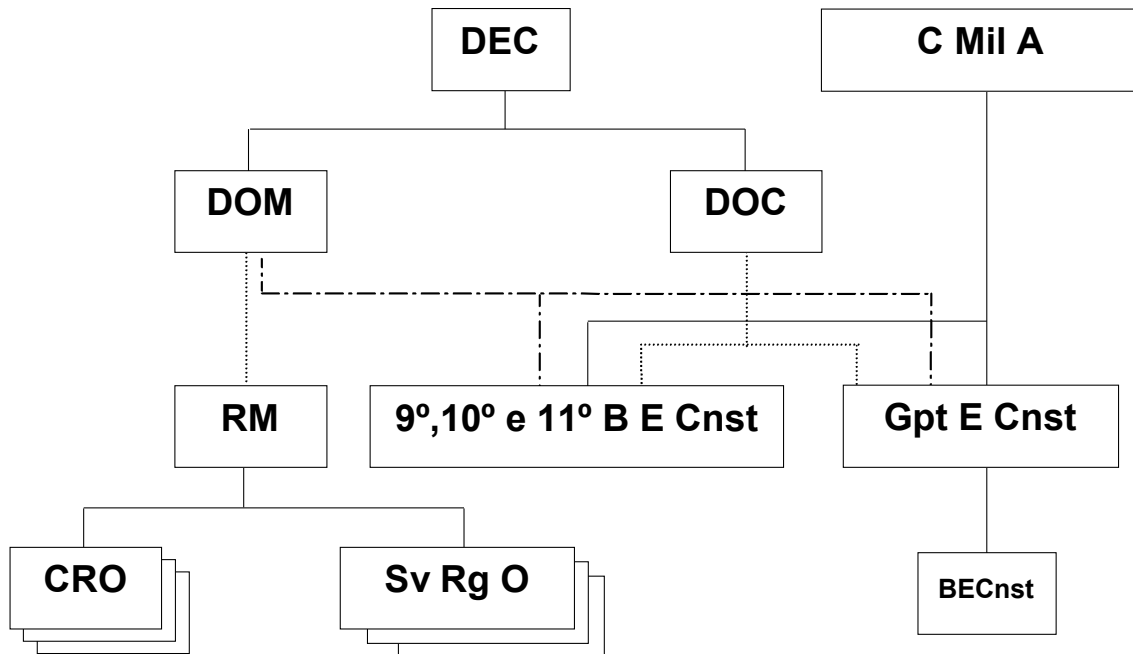 DEC
C Mil A
DOM
DOC
RM
9º,10º e 11º B E Cnst
Gpt E Cnst
CRO
Sv Rg O
BECnst